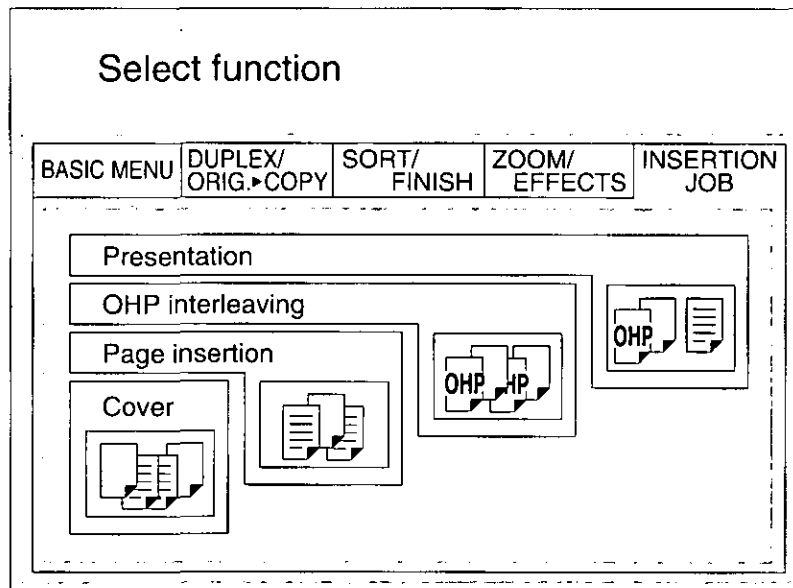 Select function
BASIC MENU
DUPLEX/
ORIG.▸COPY
SORT/
FINISH
ZOOM/
EFFECTS
INSERTION
JOB
Presentation
OHP interleaving
Page insertion
Cover
OHP
OHP HP